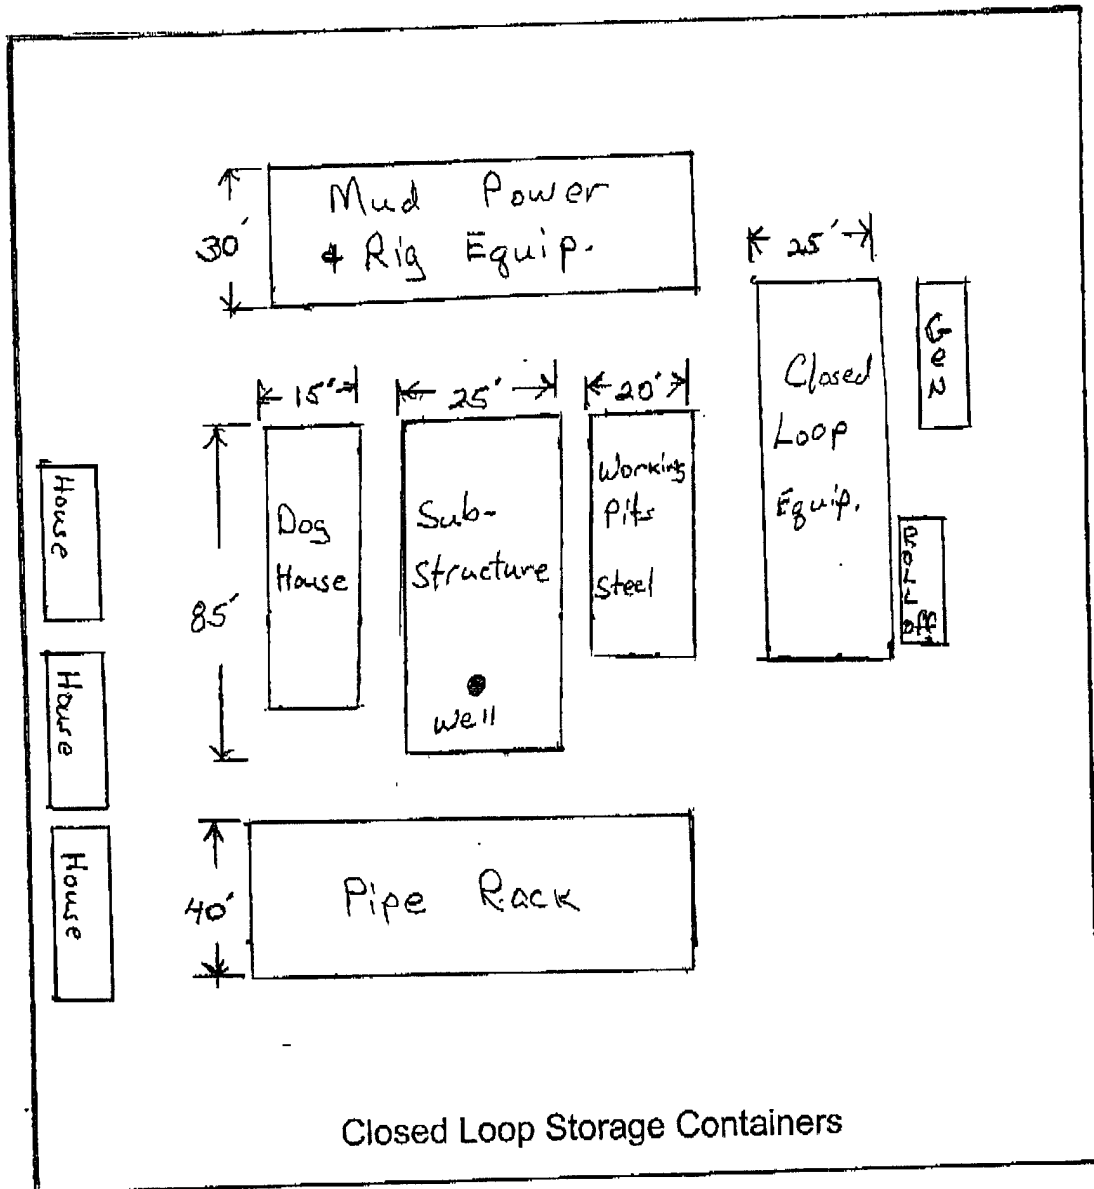 Mud Power
& Rig Equip.
30'
25'
Gen
15'
25'
20'
Closed
Loop
Equip.
House
Dog
House
Sub-
Structure
Working
Pits
Steel
Roll off
85'
House
Well
40'
Pipe Rack
House
Closed Loop Storage Containers